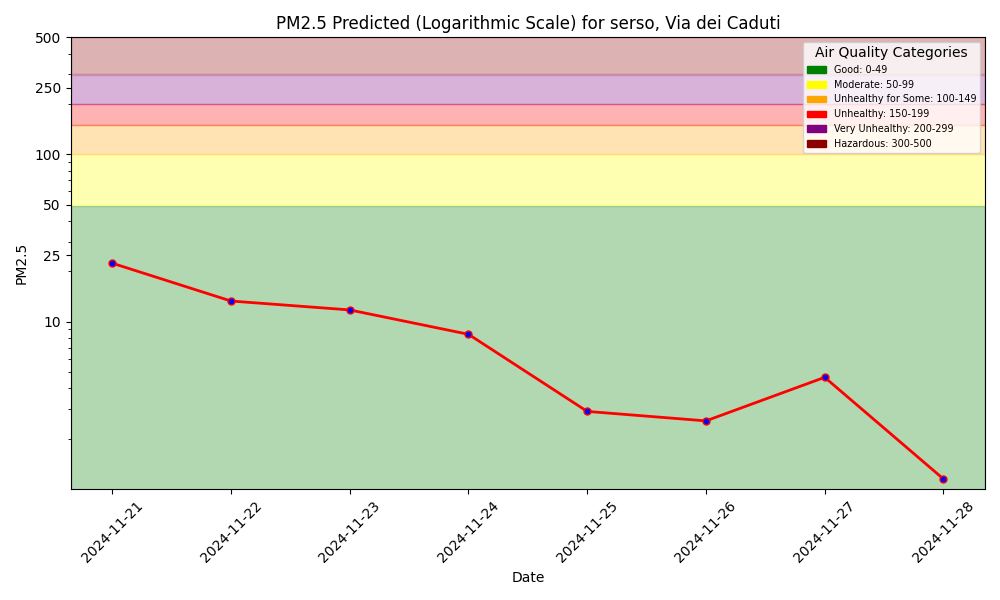 PM2.5 Predicted (Logarithmic Scale) for serso, Via dei Caduti
500
250
100
50
25
10
PM2.5
Air Quality Categories
Good: 0-49
Moderate: 50-99
Unhealthy for Some: 100-149
Unhealthy: 150-199
Very Unhealthy: 200-299
Hazardous: 300-500
2024-11-21
2024-11-22
2024-11-23
2024-11-24
2024-11-25
2024-11-26
2024-11-27
2024-11-28
Date